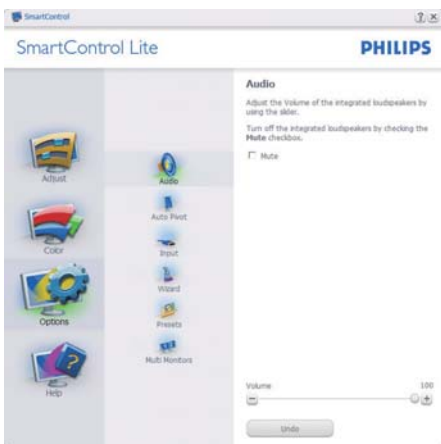 SmartControl
SmartControl Lite
PHILIPS
Adjust
Color
Options
Help
Audio
Auto Pivot
Input
Wizard
Presets
Multi Monitors
Audio
Adjust the Volume of the integrated loudspeakers by
using the slider.
Turn off the integrated loudspeakers by checking the
Mute checkbox.
Mute
Volume
100
Undo